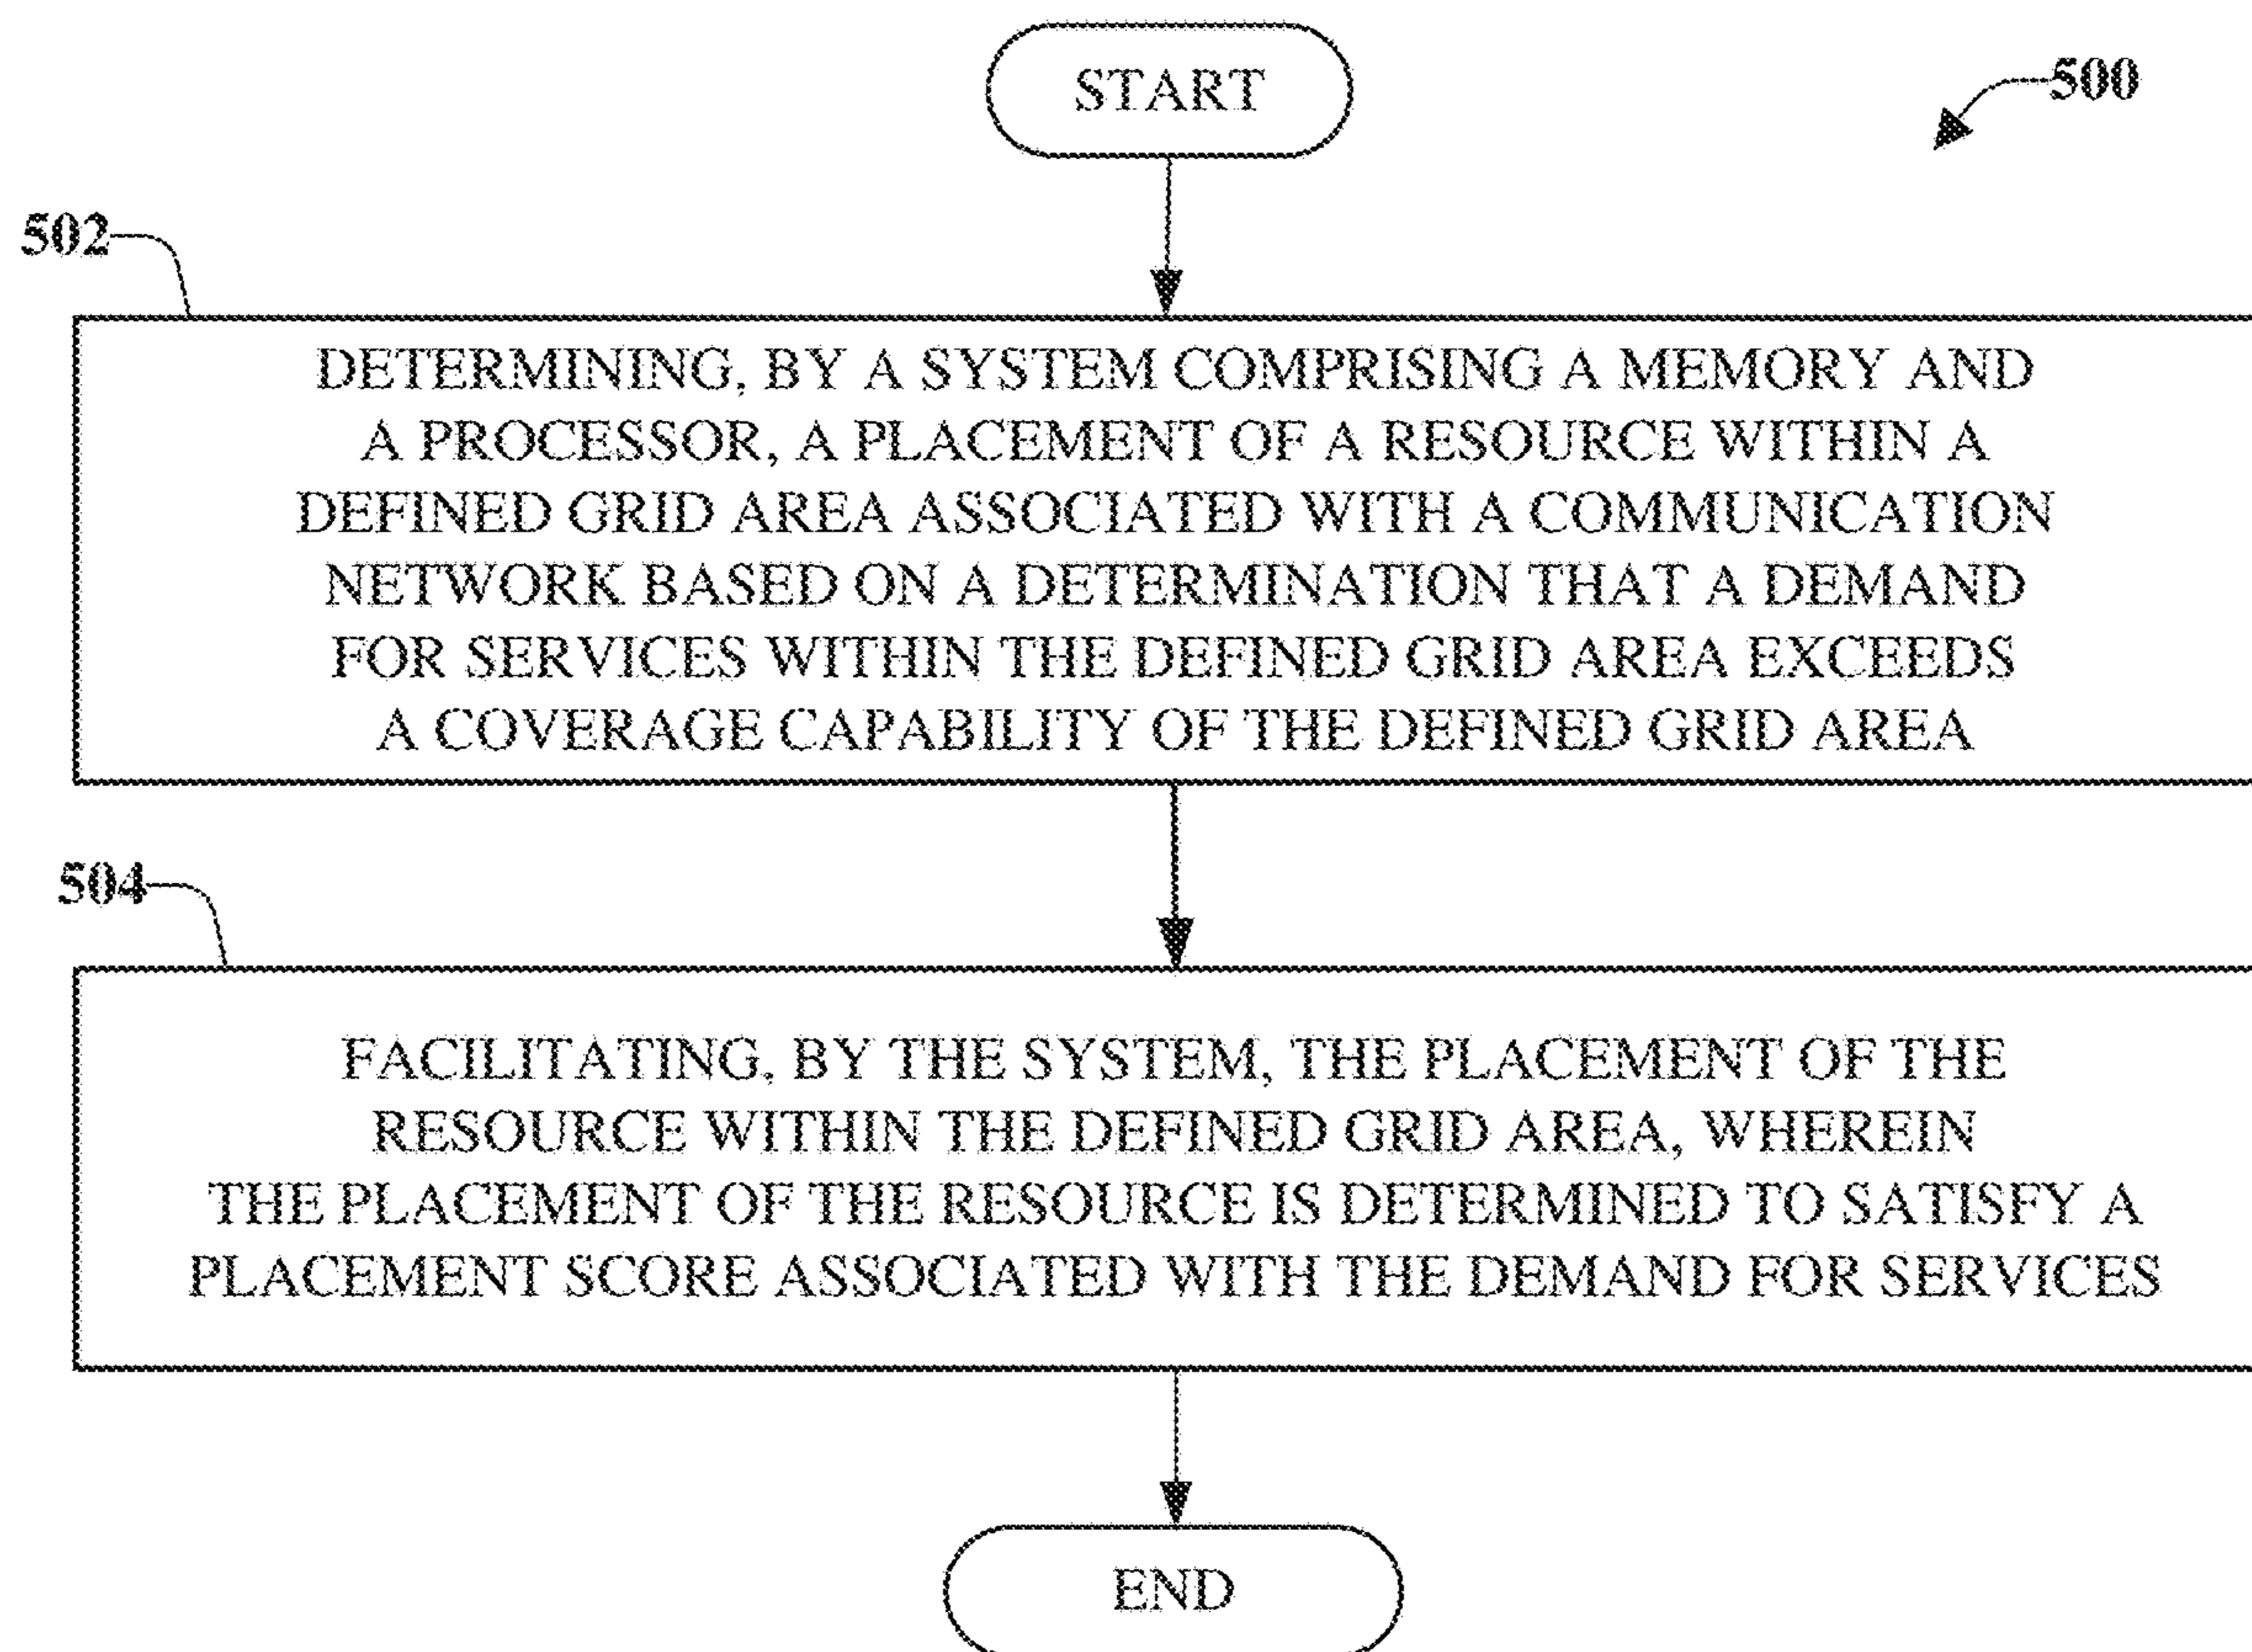 START
500
502
DETERMINING, BY A SYSTEM COMPRISING A MEMORY AND
A PROCESSOR, A PLACEMENT OF A RESOURCE WITHIN A
DEFINED GRID AREA ASSOCIATED WITH A COMMUNICATION
NETWORK BASED ON A DETERMINATION THAT A DEMAND
FOR SERVICES WITHIN THE DEFINED GRID AREA EXCEEDS
A COVERAGE CAPABILITY OF THE DEFINED GRID AREA
504
FACILITATING, BY THE SYSTEM, THE PLACEMENT OF THE
RESOURCE WITHIN THE DEFINED GRID AREA, WHEREIN
THE PLACEMENT OF THE RESOURCE IS DETERMINED TO SATISFY A
PLACEMENT SCORE ASSOCIATED WITH THE DEMAND FOR SERVICES
END